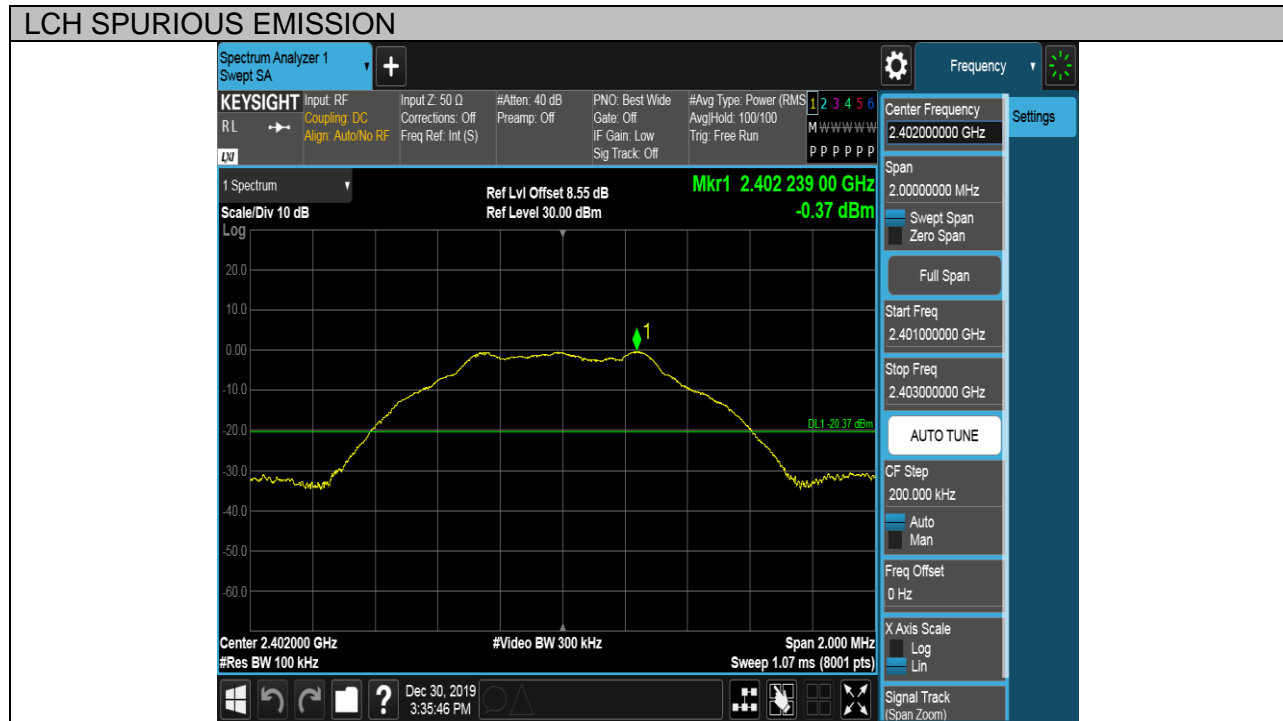 LCH SPURIOUS EMISSION
Spectrum Analyzer 1
Swept SA
Frequency
KEYSIGHT
RL
LXI
Input: RF
Coupling: DC
Align: Auto/No RF
Input Z: 50 Ω
Corrections: Off
Freq Ref: Int (S)
#Atten: 40 dB
Preamp: Off
PNO: Best Wide
Gate: Off
IF Gain: Low
Sig Track: Off
#Avg Type: Power (RMS
Avg|Hold: 100/100
Trig: Free Run
1 2 3 4 5 6
M W W W W W
P P P P P P
1 Spectrum
Scale/Div 10 dB
Ref Lvl Offset 8.55 dB
Ref Level 30.00 dBm
Mkr1 2.402 239 00 GHz
-0.37 dBm
Log
20.0
10.0
0.00
-10.0
-20.0
-30.0
-40.0
-50.0
-60.0
1
DL1 -20.37 dBm
Center 2.402000 GHz
#Res BW 100 kHz
#Video BW 300 kHz
Span 2.000 MHz
Sweep 1.07 ms (8001 pts)
?
Dec 30, 2019
3:35:46 PM
Center Frequency
2.402000000 GHz
Settings
Span
2.00000000 MHz
Swept Span
Zero Span
Full Span
Start Freq
2.401000000 GHz
Stop Freq
2.403000000 GHz
AUTO TUNE
CF Step
200.000 kHz
Auto
Man
Freq Offset
0 Hz
X Axis Scale
Log
Lin
Signal Track
(Span Zoom)